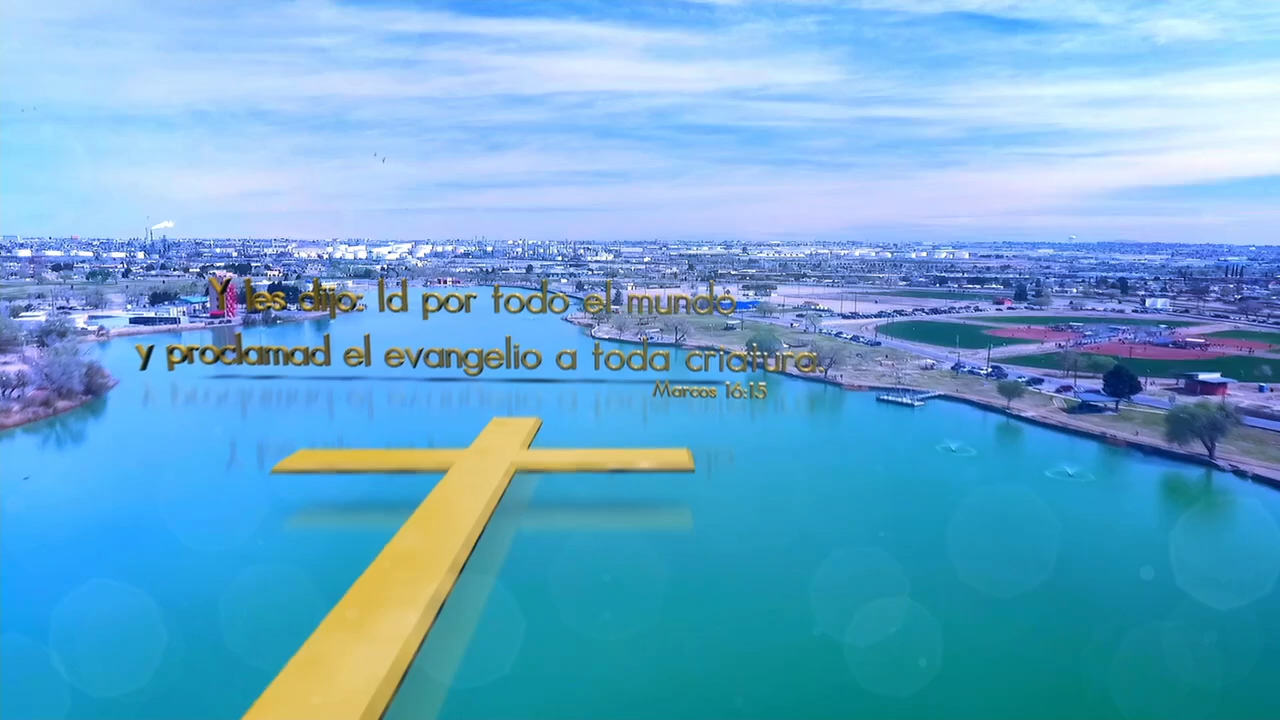 Y les dijo: Id por todo el mundo
y proclamad el evangelio a toda criatura.
Marcos 16:15